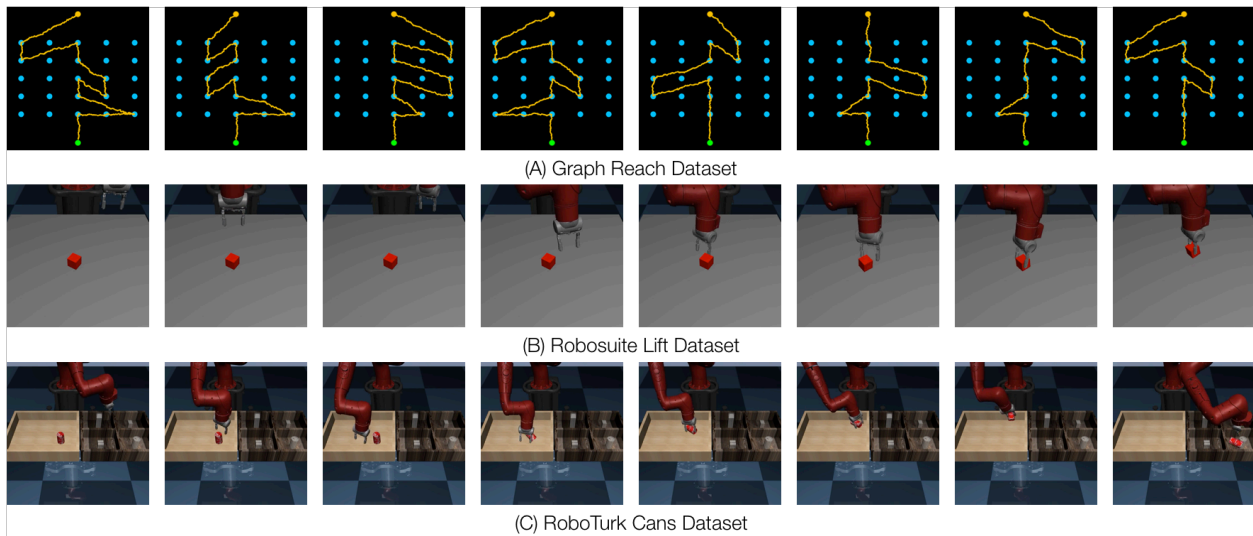 (A) Graph Reach Dataset
(B) Robosuite Lift Dataset
(C) RoboTurk Cans Dataset